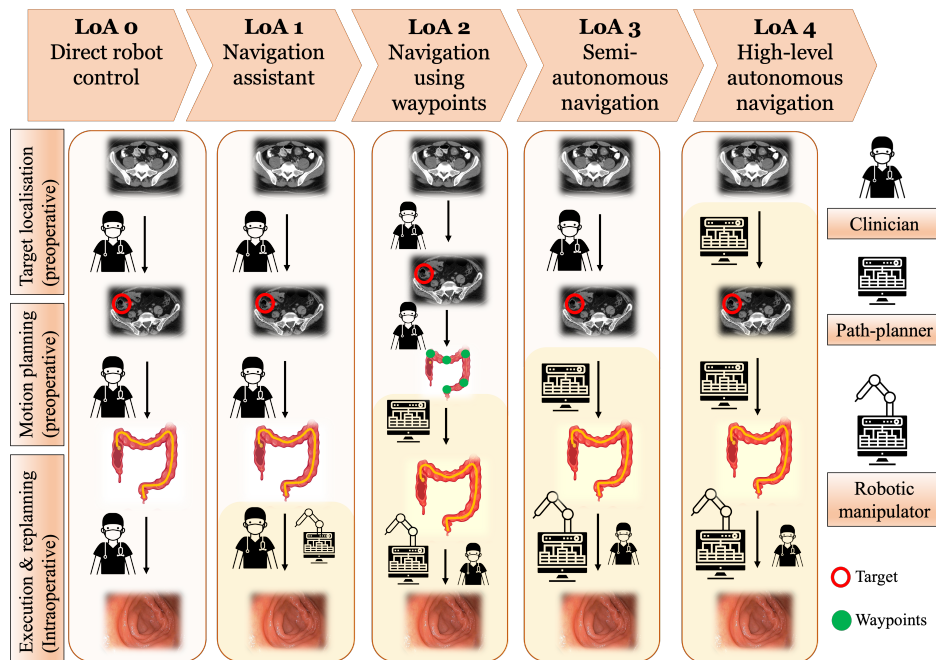 LoA 0
Direct robot
control
LoA 1
Navigation
assistant
LoA 2
Navigation
using
waypoints
LoA 3
Semi-
autonomous
navigation
LoA 4
High-level
autonomous
navigation
Target localisation
(preoperative)
Motion planning
(preoperative)
Execution & replanning
(Intraoperative)
Clinician
Path-planner
Robotic
manipulator
Target
Waypoints